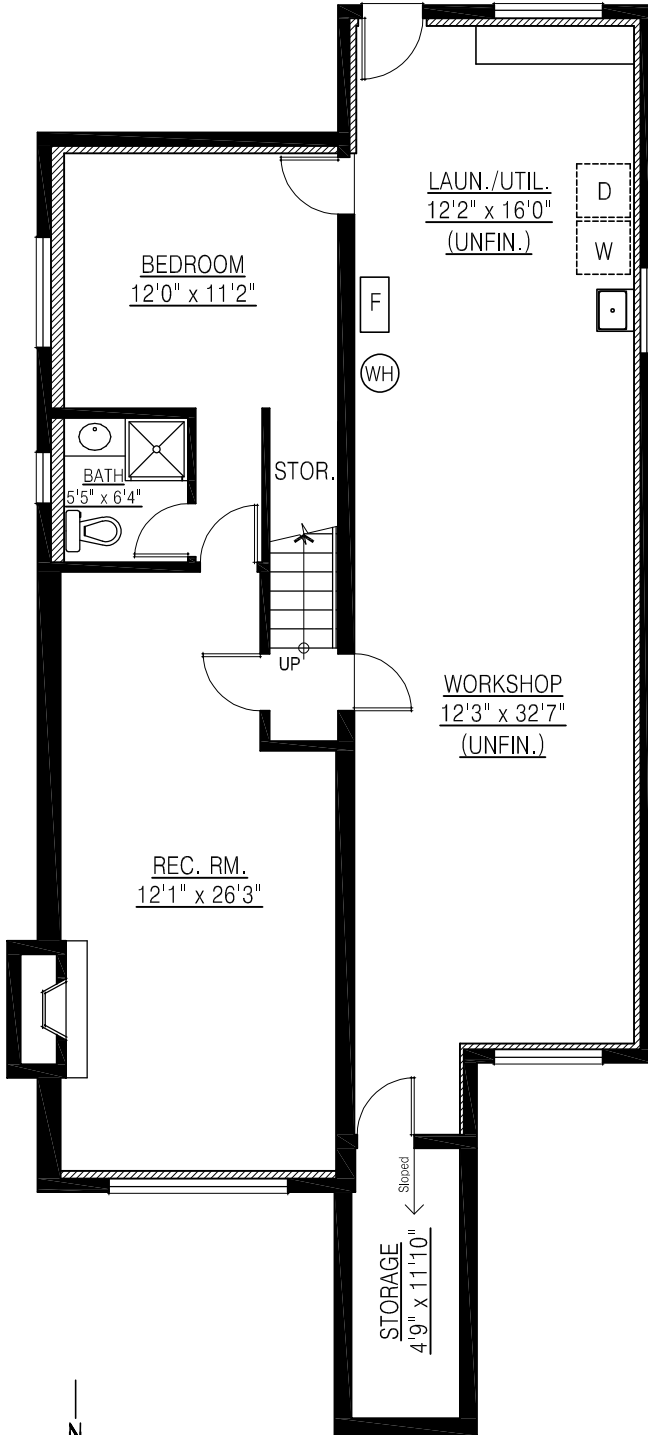 LAUN./UTIL.
12'2" x 16'0"
(UNFIN.)
D
W
BEDROOM
12'0" x 11'2"
F
WH
STOR.
BATH
5'5" x 6'4"
UP
WORKSHOP
12'3" x 32'7"
(UNFIN.)
REC. RM.
12'1" x 26'3"
Sloped
STORAGE
4'9" x 11'10"
N